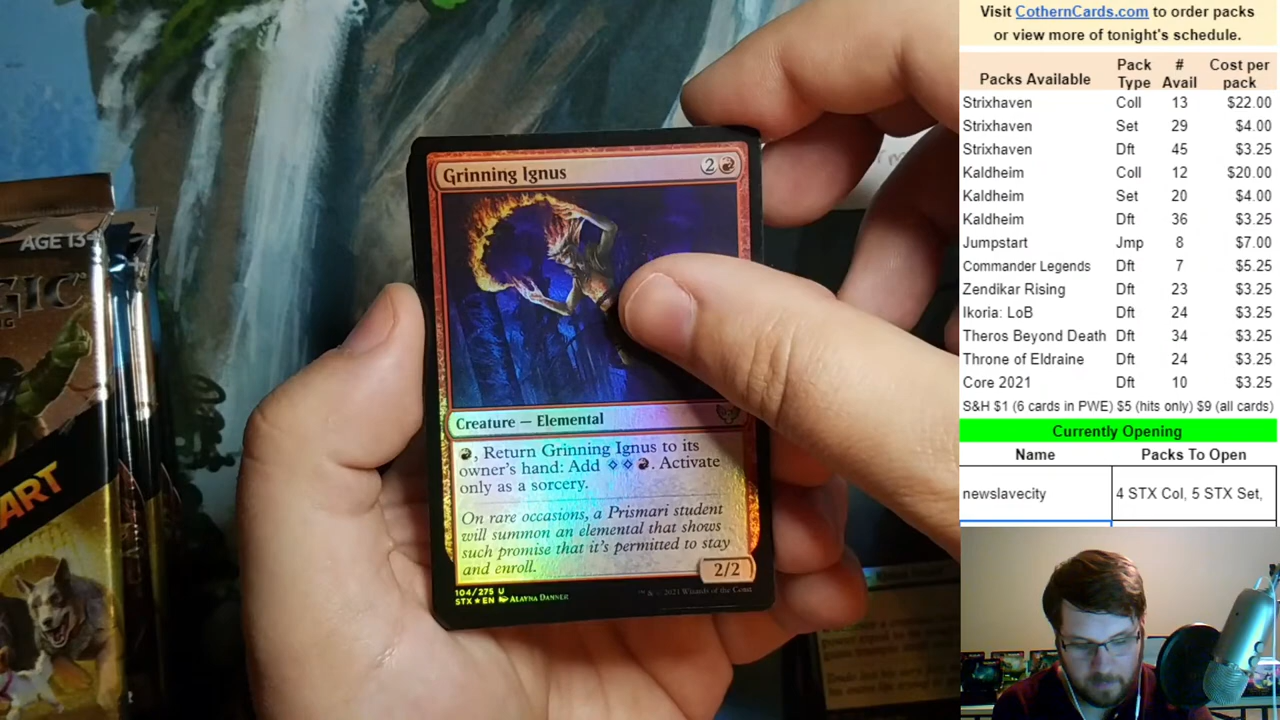 AGE 13+
ART
Grinning Ignus
2
Creature — Elemental
, Return Grinning Ignus to its
owner's hand: Add . Activate
only as a sorcery.
On rare occasions, a Prismari student
will summon an elemental that shows
such promise that it's permitted to stay
and enroll.
2/2
104/275 U
STX ★ EN Alayna Danner
™ & © 2021 Wizards of the Coast
Visit CothernCards.com to order packs
or view more of tonight's schedule.
Packs Available Pack Type # Avail Cost per pack
Strixhaven Coll 13 $22.00
Strixhaven Set 29 $4.00
Strixhaven Dft 45 $3.25
Kaldheim Coll 12 $20.00
Kaldheim Set 20 $4.00
Kaldheim Dft 36 $3.25
Jumpstart Jmp 8 $7.00
Commander Legends Dft 7 $5.25
Zendikar Rising Dft 23 $3.25
Ikoria: LoB Dft 24 $3.25
Theros Beyond Death Dft 34 $3.25
Throne of Eldraine Dft 24 $3.25
Core 2021 Dft 10 $3.25
S&H $1 (6 cards in PWE) $5 (hits only) $9 (all cards)
Currently Opening
Name Packs To Open
newslavecity 4 STX Col, 5 STX Set,